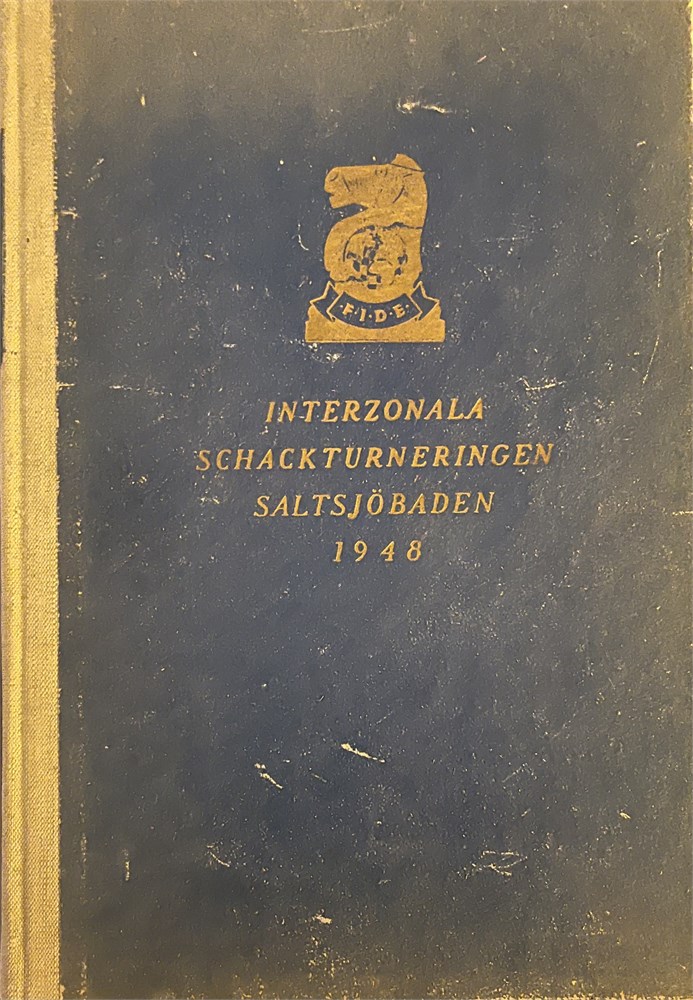 F·I·D·E·
INTERZONALA
SCHACKTURNERINGEN
SALTSJÖBADEN
1948